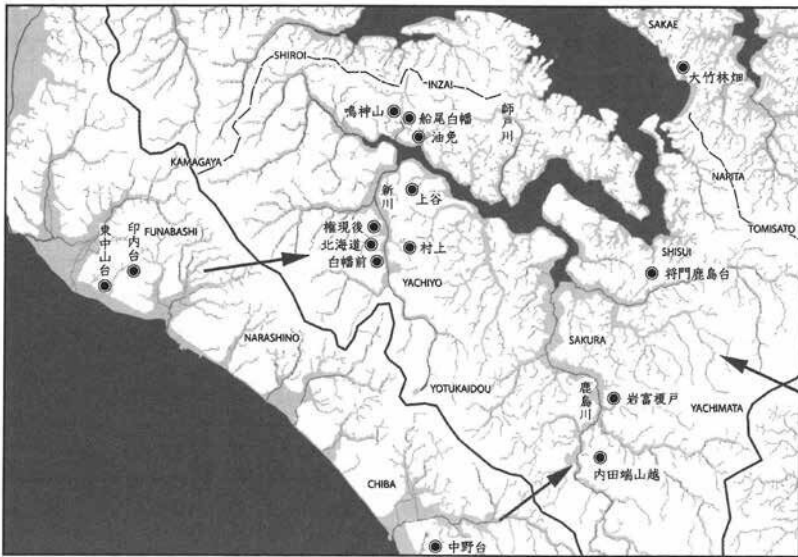 SAKAE
大竹林畑
SHIROI
INZAI
鳴神山
船尾白幡
油免
師戸川
KAMAGAYA
新川
上谷
NARITA
TOMISATO
東中山台
印内台
FUNABASHI
権現後
北海道
白幡前
村上
YACHIYO
SHISUI
将門鹿島台
NARASHINO
SAKURA
YOTUKAIDOU
鹿島川
岩富榎戸
YACHIMATA
内田端山越
CHIBA
中野台